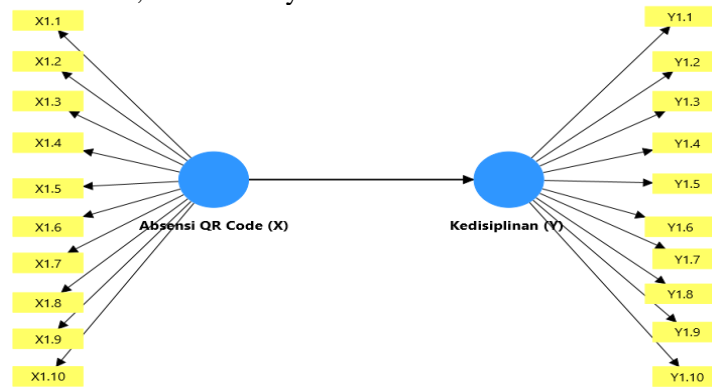 X1.1
X1.2
X1.3
X1.4
X1.5
X1.6
X1.7
X1.8
X1.9
X1.10
Absensi QR Code (X)
Kedisiplinan (Y)
Y1.1
Y1.2
Y1.3
Y1.4
Y1.5
Y1.6
Y1.7
Y1.8
Y1.9
Y1.10